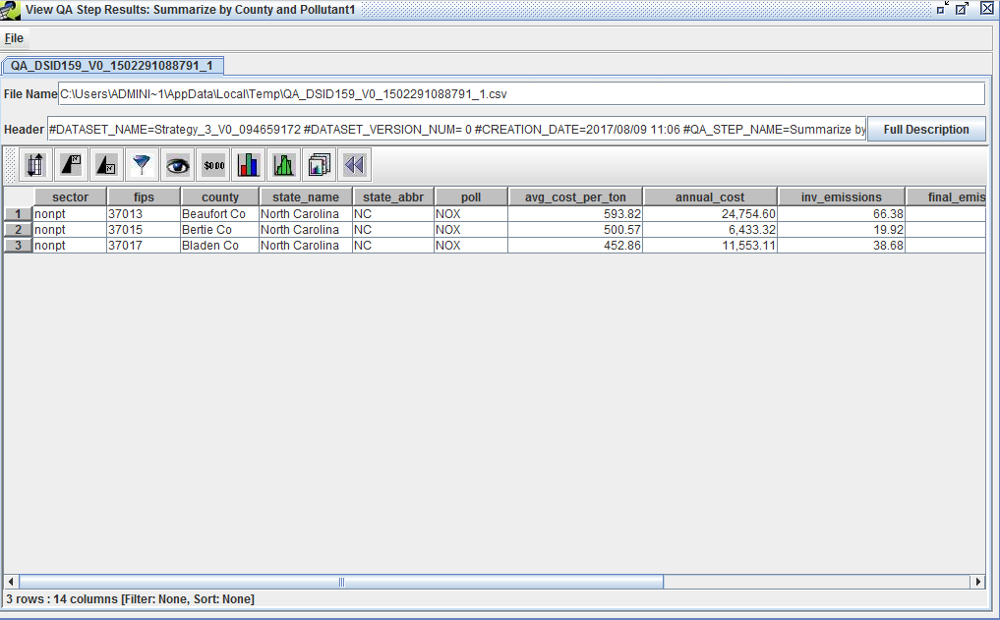 View QA Step Results: Summarize by County and Pollutant1
File
QA_DSID159_V0_1502291088791_1
File Name C:\Users\ADMINI~1\AppData\Local\Temp\QA_DSID159_V0_1502291088791_1.csv
Header #DATASET_NAME=Strategy_3_V0_094659172 #DATASET_VERSION_NUM= 0 #CREATION_DATE=2017/08/09 11:06 #QA_STEP_NAME=Summarize by Full Description
$0.00
sector fips county state_name state_abbr poll avg_cost_per_ton annual_cost inv_emissions final_emis
1 nonpt 37013 Beaufort Co North Carolina NC NOX 593.82 24,754.60 66.38
2 nonpt 37015 Bertie Co North Carolina NC NOX 500.57 6,433.32 19.92
3 nonpt 37017 Bladen Co North Carolina NC NOX 452.86 11,553.11 38.68
3 rows : 14 columns [Filter: None, Sort: None]